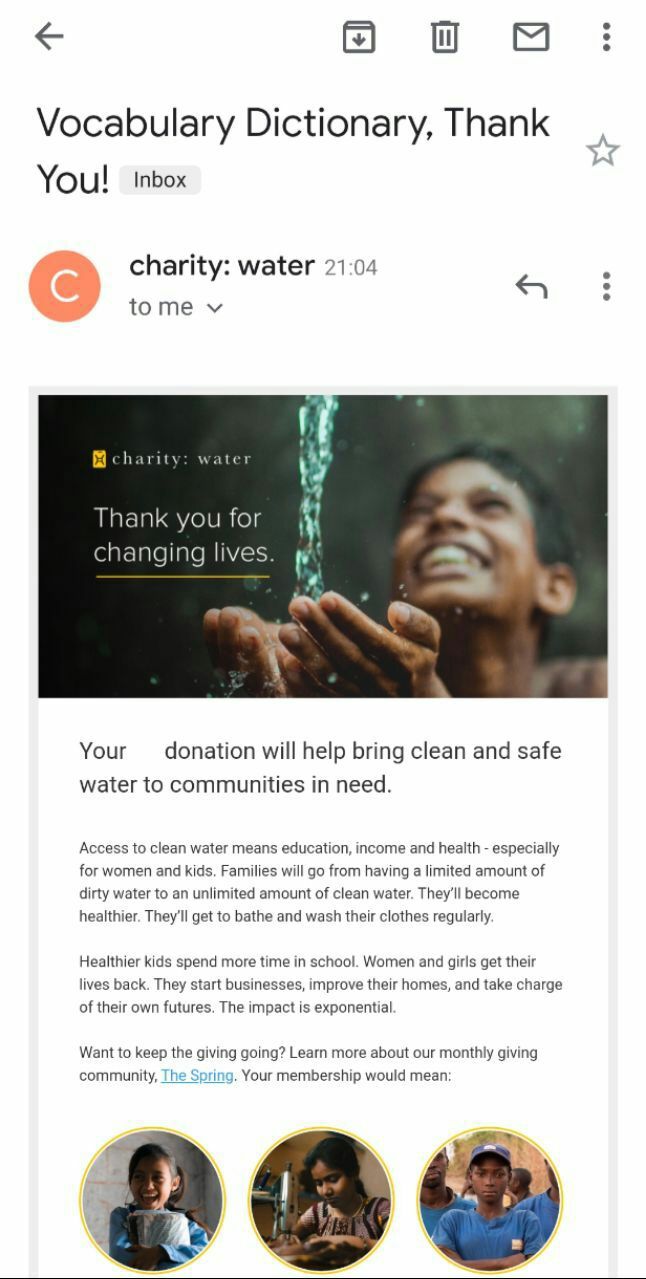 Vocabulary Dictionary, Thank
You! Inbox
C
charity: water 21:04
to me
charity: water
Thank you for
changing lives.
Your donation will help bring clean and safe
water to communities in need.
Access to clean water means education, income and health - especially
for women and kids. Families will go from having a limited amount of
dirty water to an unlimited amount of clean water. They'll become
healthier. They'll get to bathe and wash their clothes regularly.
Healthier kids spend more time in school. Women and girls get their
lives back. They start businesses, improve their homes, and take charge
of their own futures. The impact is exponential.
Want to keep the giving going? Learn more about our monthly giving
community, The Spring. Your membership would mean: